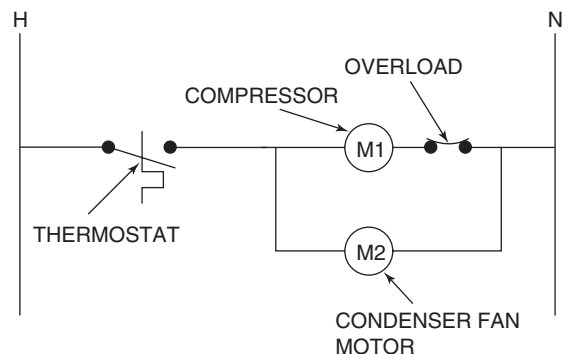 H
N
OVERLOAD
COMPRESSOR
M1
THERMOSTAT
M2
CONDENSER FAN
MOTOR